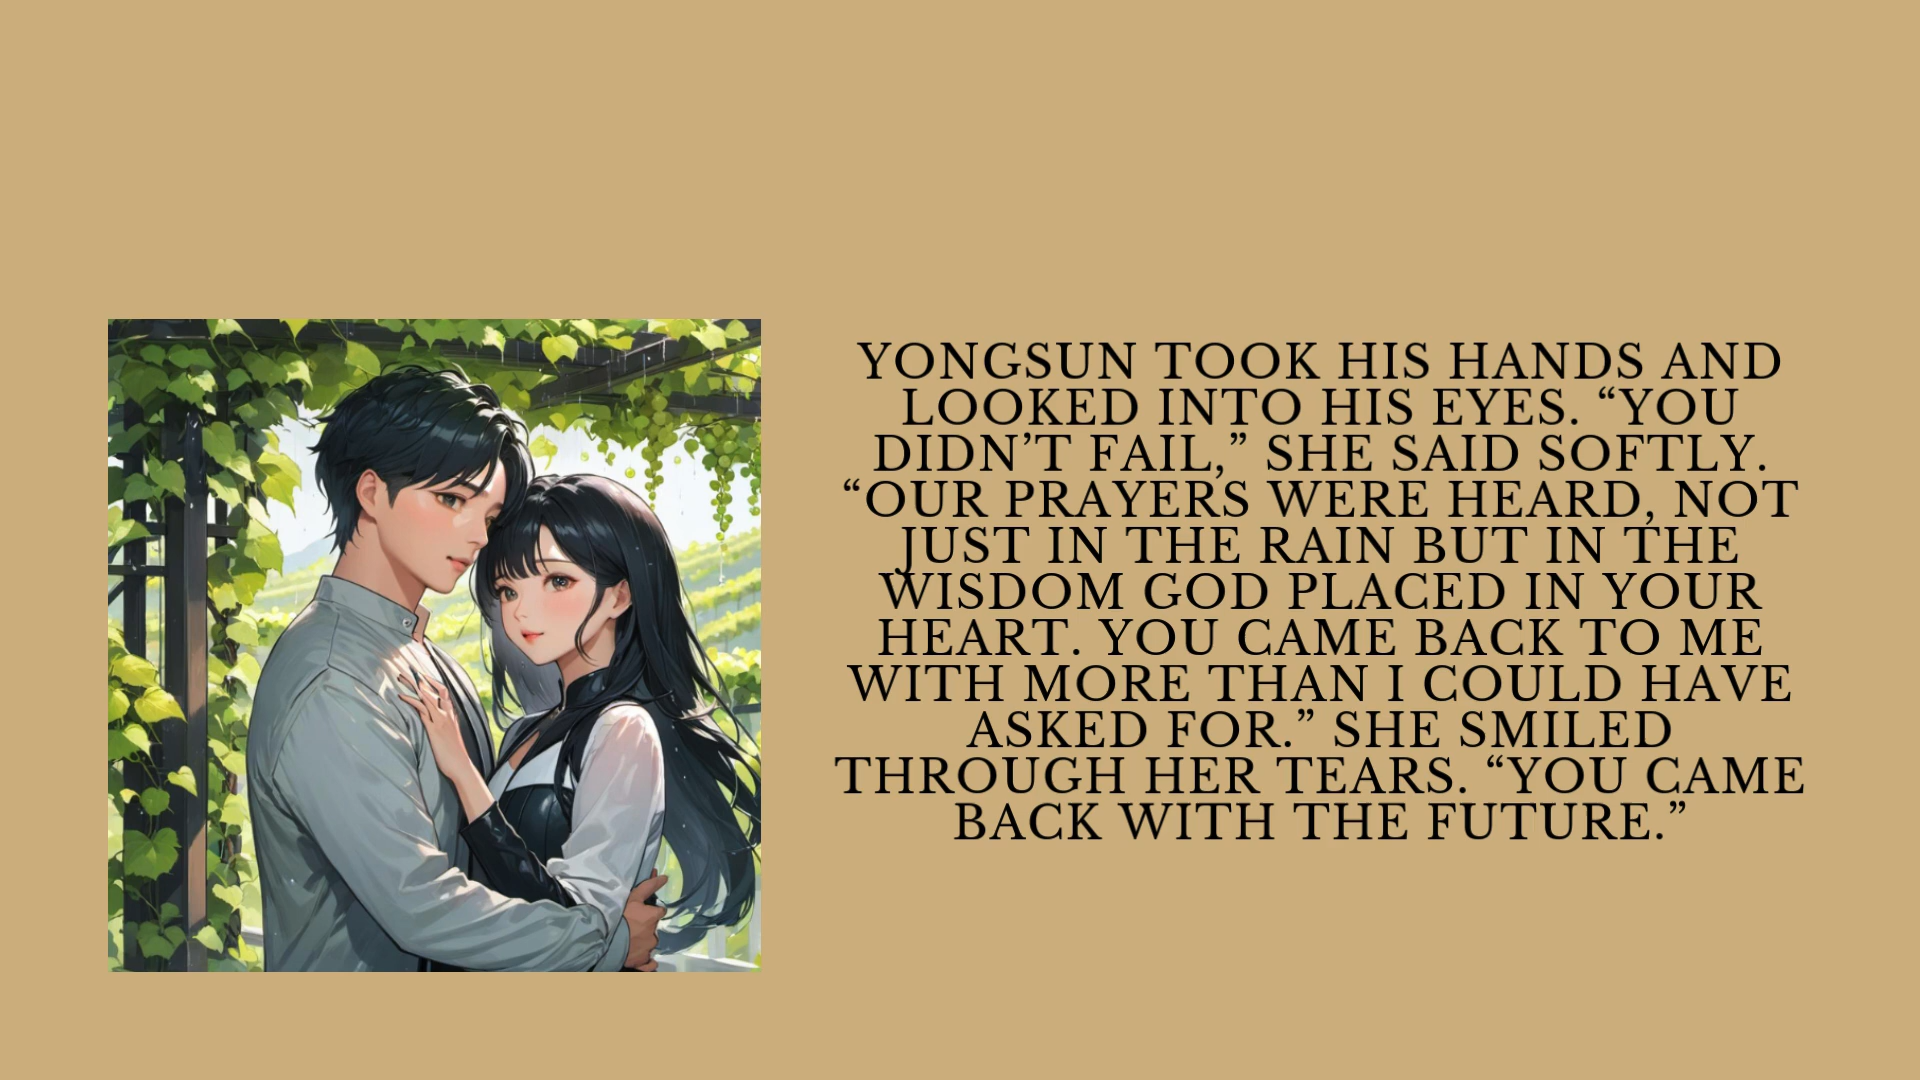 YONGSUN TOOK HIS HANDS AND
LOOKED INTO HIS EYES. “YOU
DIDN’T FAIL,” SHE SAID SOFTLY.
“OUR PRAYERS WERE HEARD, NOT
JUST IN THE RAIN BUT IN THE
WISDOM GOD PLACED IN YOUR
HEART. YOU CAME BACK TO ME
WITH MORE THAN I COULD HAVE
ASKED FOR.” SHE SMILED
THROUGH HER TEARS. “YOU CAME
BACK WITH THE FUTURE.”